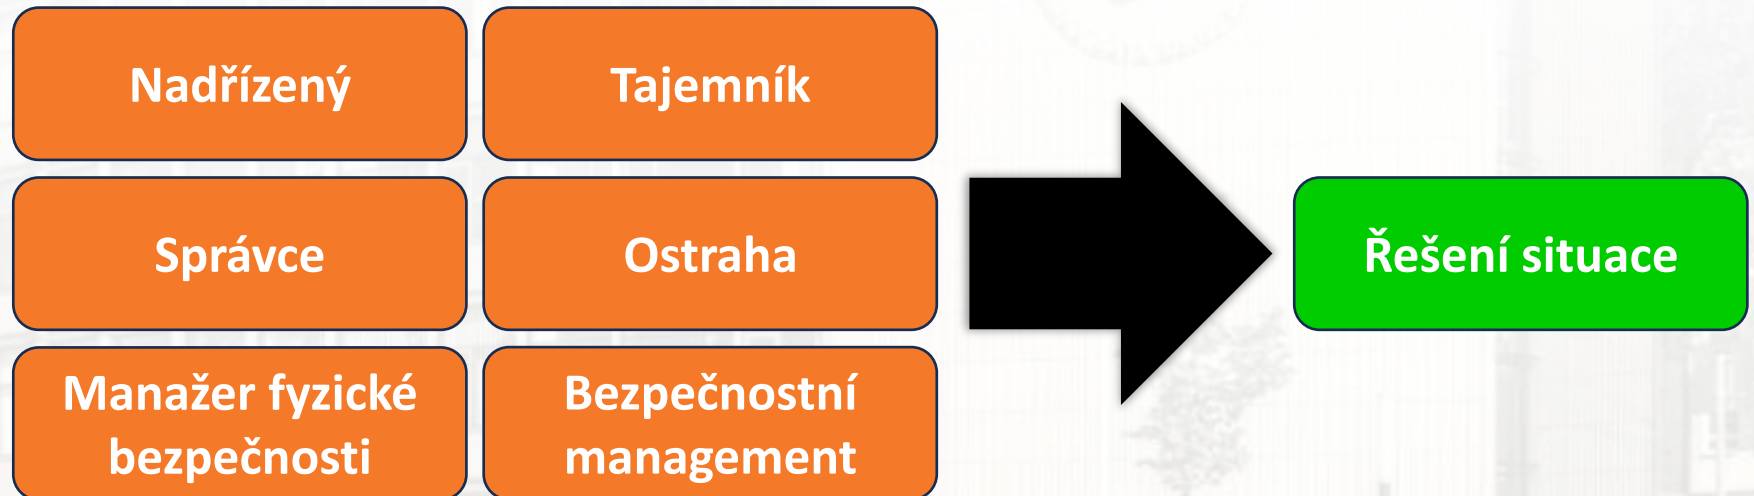 Nadřízený
Tajemník
Správce
Ostraha
Řešení situace
Manažer fyzické
bezpečnosti
Bezpečnostní
management